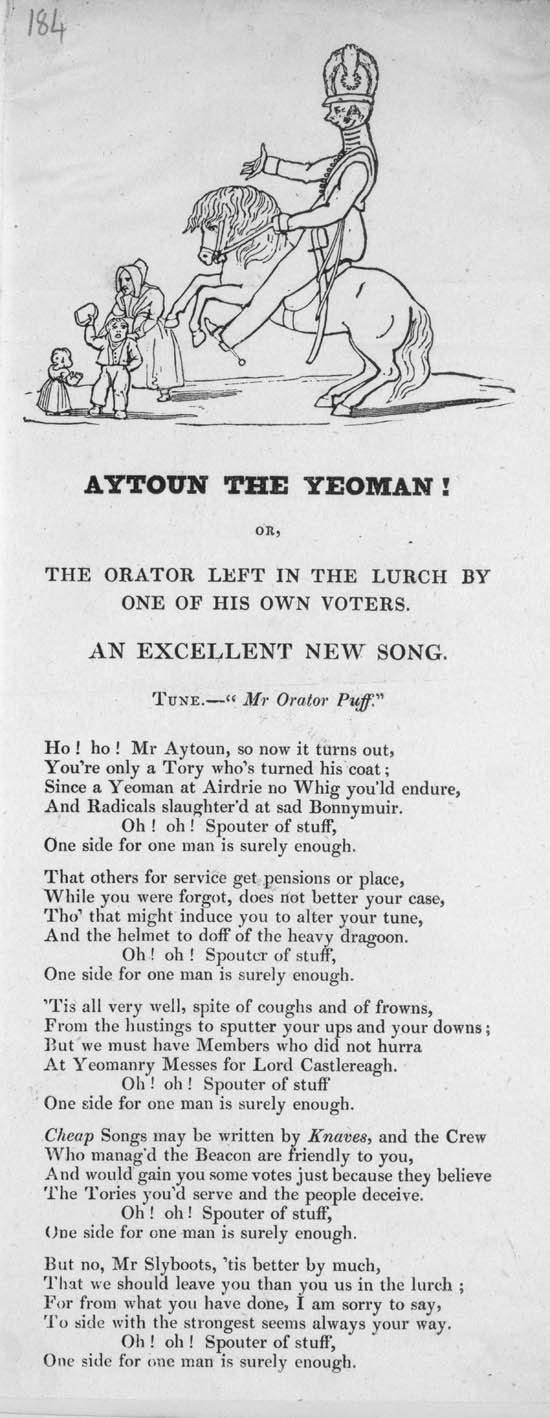 184
AYTOUN THE YEOMAN!
OR,
THE ORATOR LEFT IN THE LURCH BY
ONE OF HIS OWN VOTERS.
AN EXCELLENT NEW SONG.
TUNE.—“ Mr Orator Puff.”
Ho! ho! Mr Aytoun, so now it turns out,
You're only a Tory who's turned his coat;
Since a Yeoman at Airdrie no Whig you'ld endure,
And Radicals slaughter'd at sad Bonnymuir.
Oh! oh! Spouter of stuff,
One side for one man is surely enough.
That others for service get pensions or place,
While you were forgot, does not better your case,
Tho' that might induce you to alter your tune,
And the helmet to doff of the heavy dragoon.
Oh! oh! Spouter of stuff,
One side for one man is surely enough.
'Tis all very well, spite of coughs and of frowns,
From the hustings to sputter your ups and your downs;
But we must have Members who did not hurra
At Yeomanry Messes for Lord Castlereagh.
Oh! oh! Spouter of stuff
One side for one man is surely enough.
Cheap Songs may be written by Knaves, and the Crew
Who manag'd the Beacon are friendly to you,
And would gain you some votes just because they believe
The Tories you'd serve and the people deceive.
Oh! oh! Spouter of stuff,
One side for one man is surely enough.
But no, Mr Slyboots, 'tis better by much,
That we should leave you than you us in the lurch;
For from what you have done, I am sorry to say,
To side with the strongest seems always your way.
Oh! oh! Spouter of stuff,
One side for one man is surely enough.